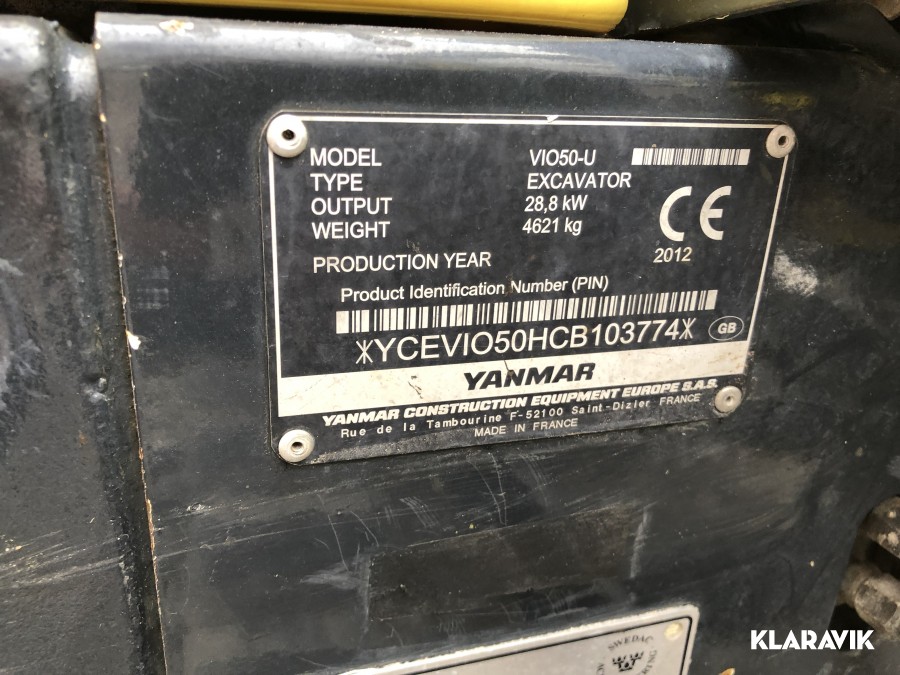 MODEL VIO50-U
TYPE EXCAVATOR
OUTPUT 28,8 kW
WEIGHT 4621 kg
CE
PRODUCTION YEAR 2012
Product Identification Number (PIN)
*YCEVIO50HCB103774*
GB
YANMAR
YANMAR CONSTRUCTION EQUIPMENT EUROPE S.A.S.
Rue de la Tambourine F-52100 Saint-Dizier FRANCE
MADE IN FRANCE
SWEDAC
KLARAVIK